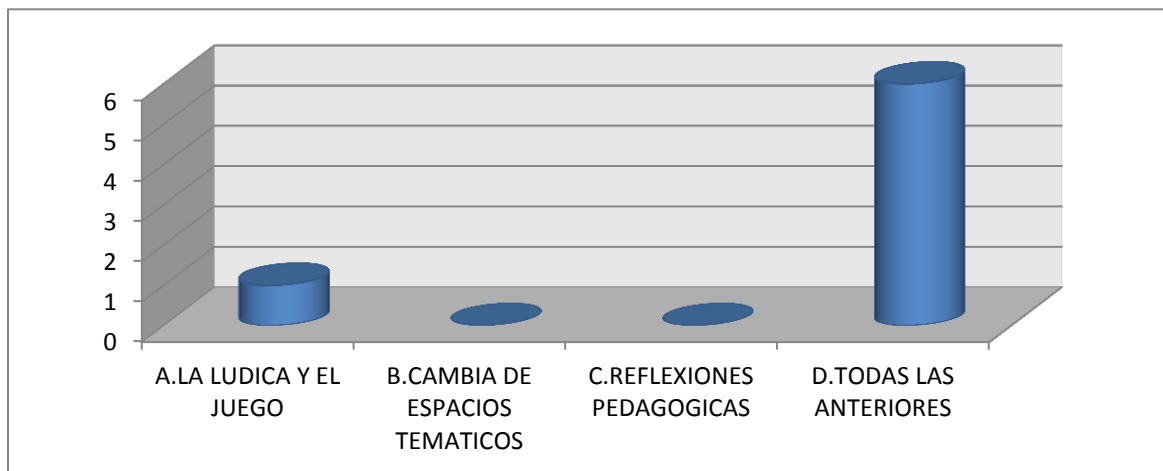 6
5
4
3
2
1
0
A.LA LUDICA Y EL
JUEGO
B.CAMBIA DE
ESPACIOS
TEMATICOS
C.REFLEXIONES
PEDAGOGICAS
D.TODAS LAS
ANTERIORES